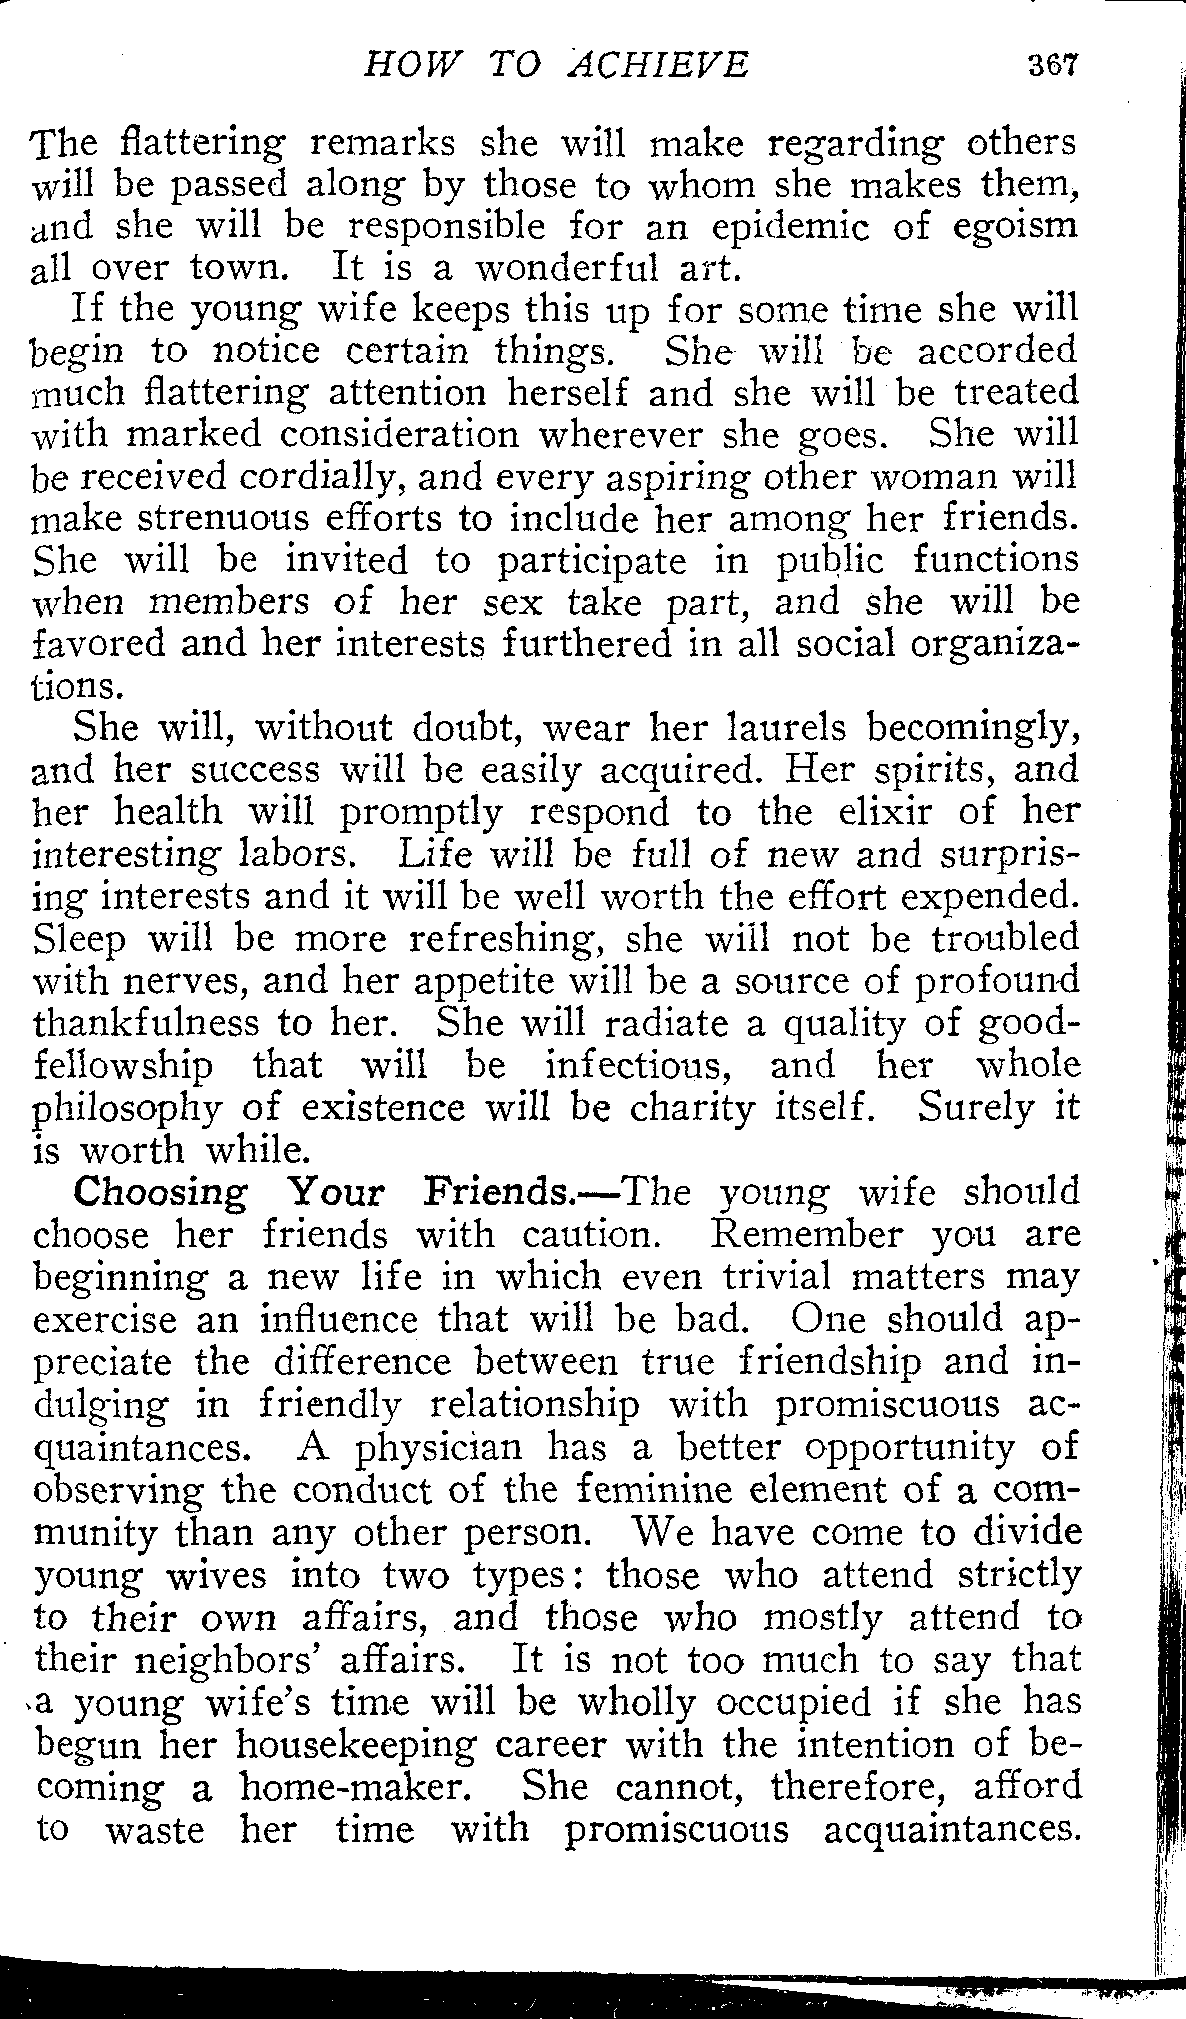 HOW TO ACHIEVE 367
The flattering remarks she will make regarding others
will be passed along by those to whom she makes them,
and she will be responsible for an epidemic of egoism
all over town. It is a wonderful art.
If the young wife keeps this up for some time she will
begin to notice certain things. She will be accorded
much flattering attention herself and she will be treated
with marked consideration wherever she goes. She will
be received cordially, and every aspiring other woman will
make strenuous efforts to include her among her friends.
She will be invited to participate in public functions
when members of her sex take part, and she will be
favored and her interests furthered in all social organiza-
tions.
She will, without doubt, wear her laurels becomingly,
and her success will be easily acquired. Her spirits, and
her health will promptly respond to the elixir of her
interesting labors. Life will be full of new and surpris-
ing interests and it will be well worth the effort expended.
Sleep will be more refreshing, she will not be troubled
with nerves, and her appetite will be a source of profound
thankfulness to her. She will radiate a quality of good-
fellowship that will be infectious, and her whole
philosophy of existence will be charity itself. Surely it
is worth while.
Choosing Your Friends.—The young wife should
choose her friends with caution. Remember you are
beginning a new life in which even trivial matters may
exercise an influence that will be bad. One should ap-
preciate the difference between true friendship and in-
dulging in friendly relationship with promiscuous ac-
quaintances. A physician has a better opportunity of
observing the conduct of the feminine element of a com-
munity than any other person. We have come to divide
young wives into two types: those who attend strictly
to their own affairs, and those who mostly attend to
their neighbors' affairs. It is not too much to say that
a young wife's time will be wholly occupied if she has
begun her housekeeping career with the intention of be-
coming a home-maker. She cannot, therefore, afford
to waste her time with promiscuous acquaintances.